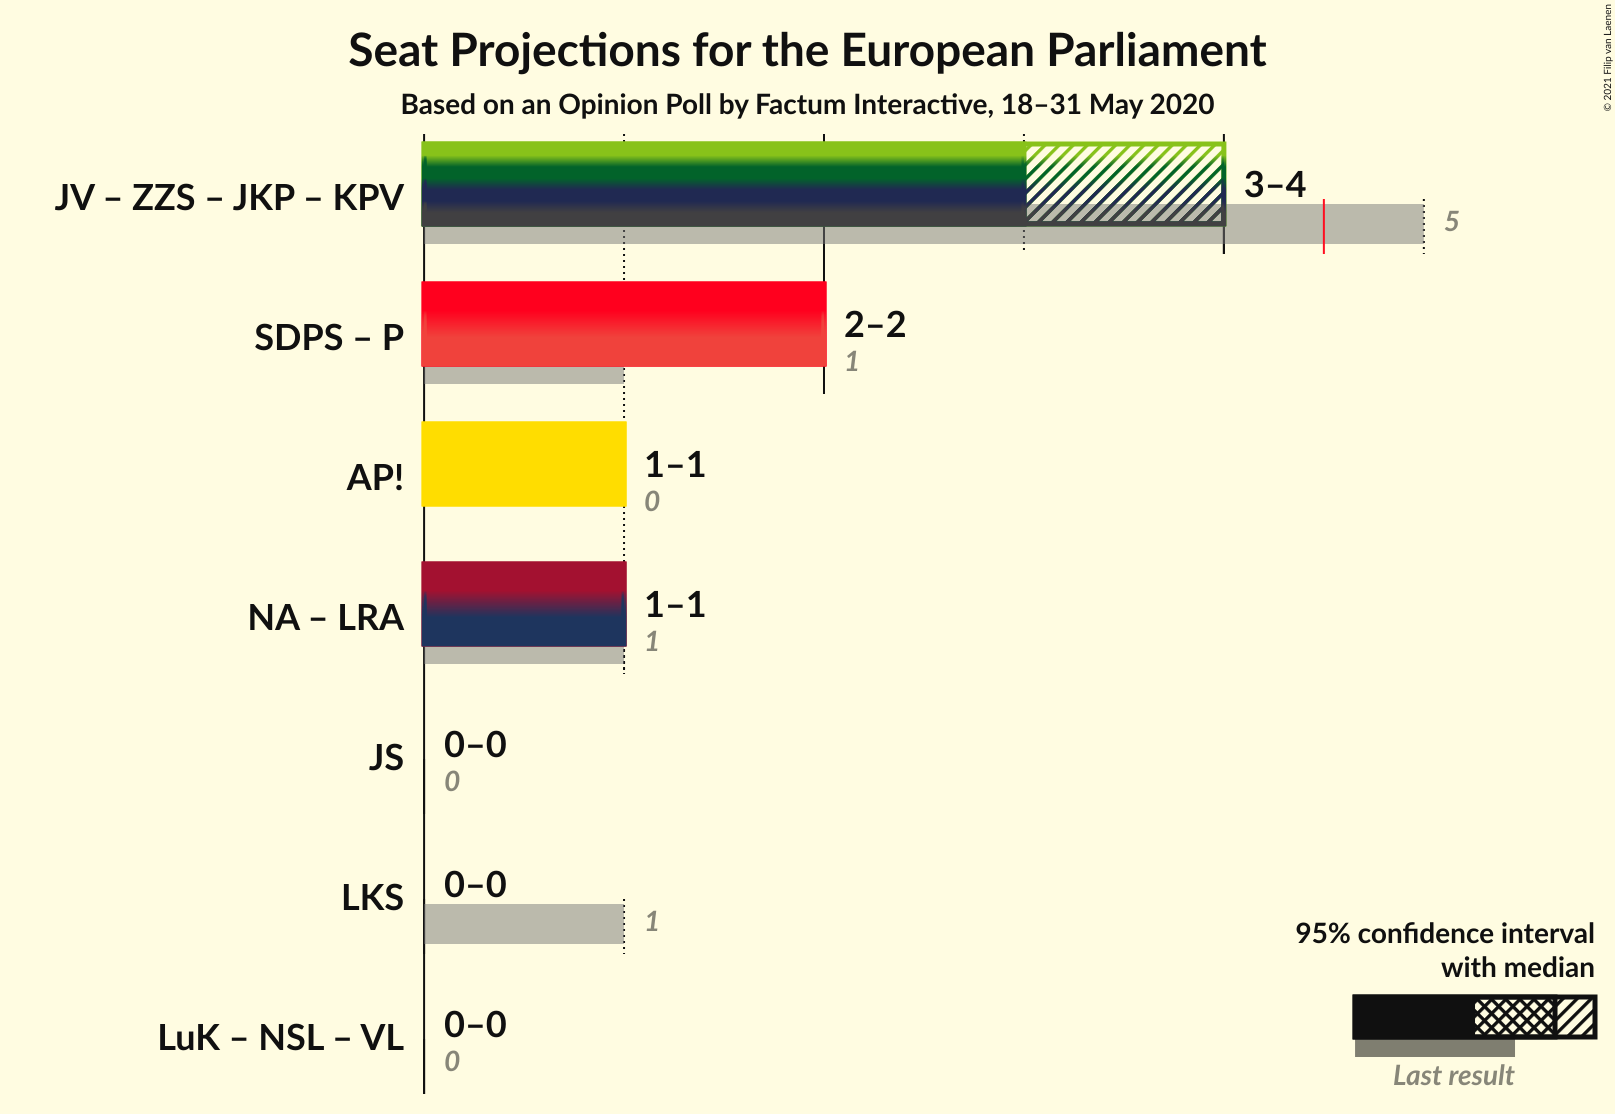 Seat Projections for the European Parliament
Based on an Opinion Poll by Factum Interactive, 18–31 May 2020
© 2021 Filip van Laenen
JV – ZZS – JKP – KPV
3–4
5
SDPS – P
2–2
1
AP!
1–1
0
NA – LRA
1–1
1
JS
0–0
0
LKS
0–0
1
LuK – NSL – VL
0–0
0
95% confidence interval
with median
Last result